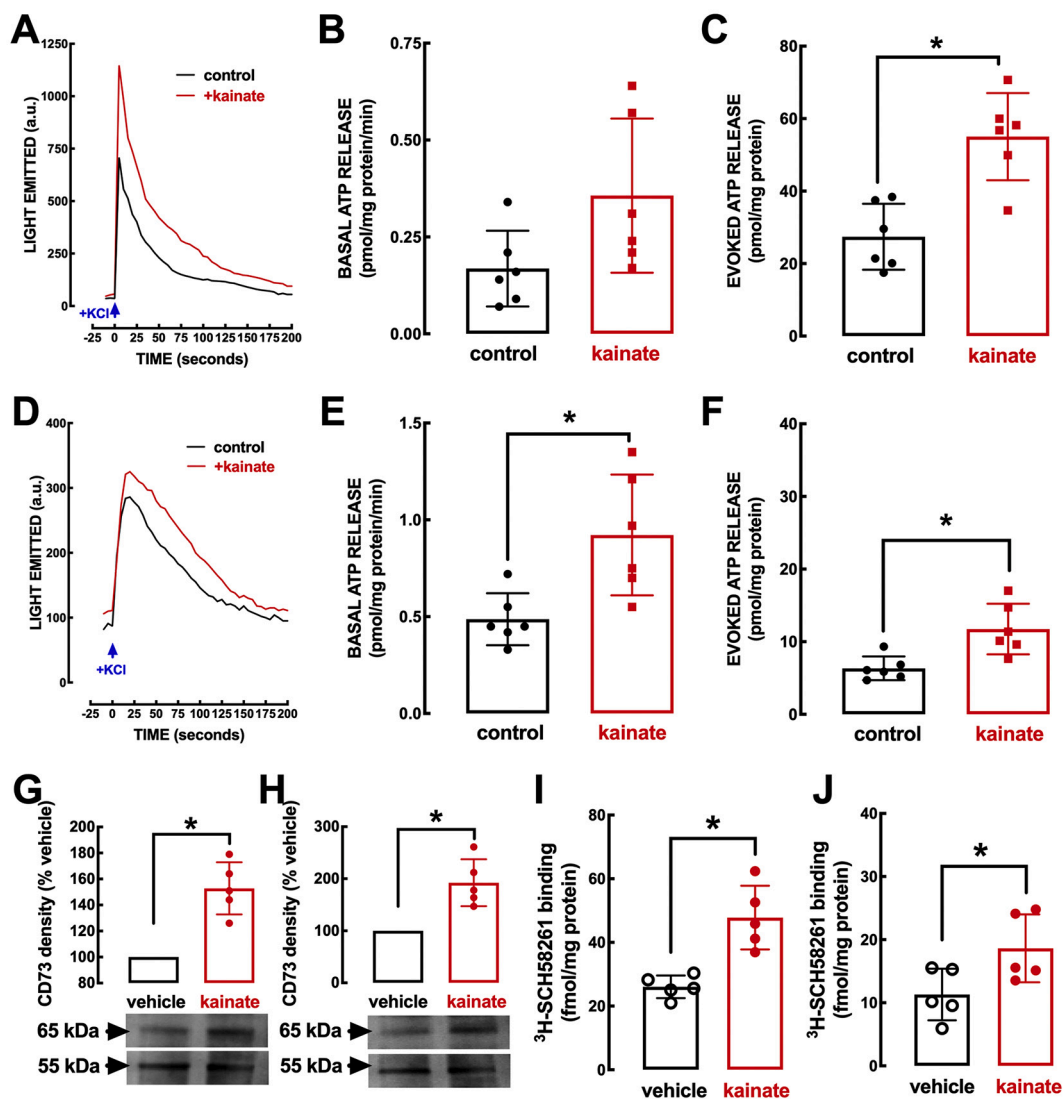 A
LIGHT EMITTED (a.u.)
1250
1000
750
500
250
0
control
+kainate
+KCl
-25 0 25 50 75 100 125 150 175 200
TIME (seconds)
B
BASAL ATP RELEASE
(pmol/mg protein/min)
0.75
0.50
0.25
0.00
control kainate
C
EVOKED ATP RELEASE
(pmol/mg protein)
80
60
40
20
0
*
control kainate
D
LIGHT EMITTED (a.u.)
400
300
200
100
0
control
+kainate
+KCl
-25 0 25 50 75 100 125 150 175 200
TIME (seconds)
E
BASAL ATP RELEASE
(pmol/mg protein/min)
1.5
1.0
0.5
0.0
*
control kainate
F
EVOKED ATP RELEASE
(pmol/mg protein)
40
30
20
10
0
*
control kainate
G
CD73 density (% vehicle)
180
160
140
120
100
80
*
vehicle kainate
65 kDa
55 kDa
H
CD73 density (% vehicle)
300
200
100
0
*
vehicle kainate
65 kDa
55 kDa
I
³H-SCH58261 binding
(fmol/mg protein)
80
60
40
20
0
*
vehicle kainate
J
³H-SCH58261 binding
(fmol/mg protein)
40
30
20
10
0
*
vehicle kainate